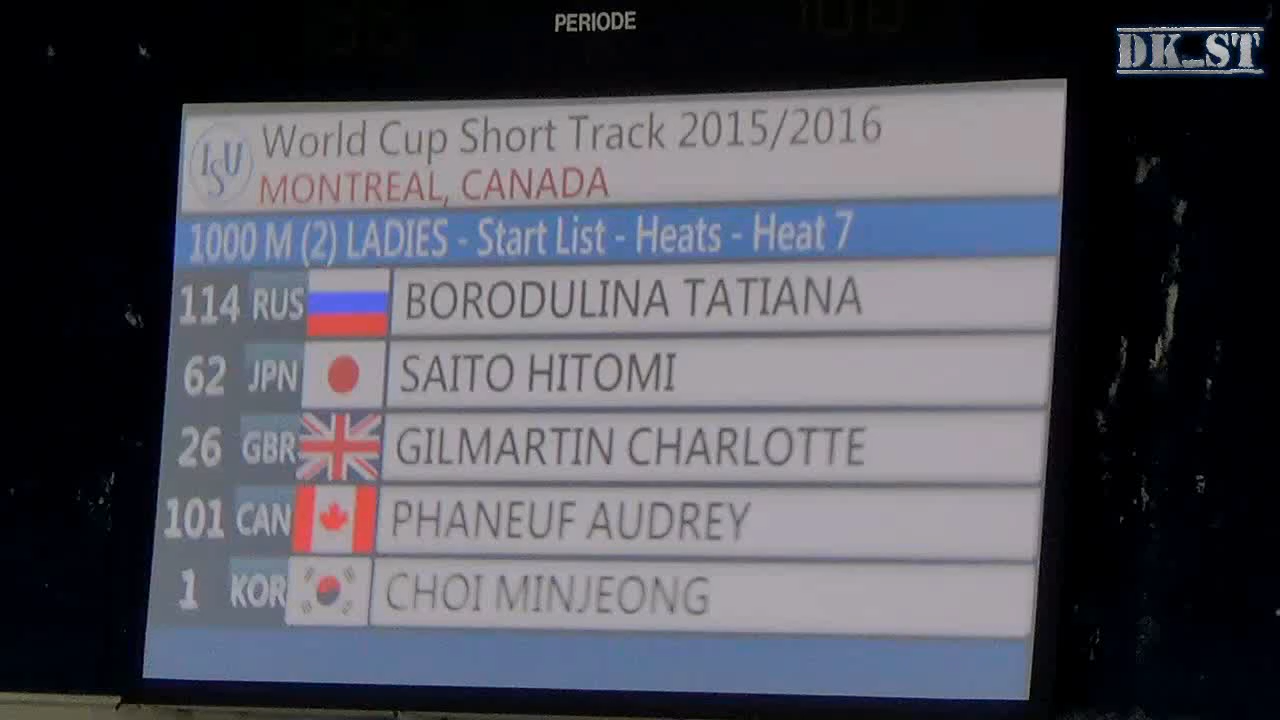 PERIODE
DK_ST
ISU
World Cup Short Track 2015/2016
MONTREAL, CANADA
1000 M (2) LADIES - Start List - Heats - Heat 7
114 RUS BORODULINA TATIANA
62 JPN SAITO HITOMI
26 GBR GILMARTIN CHARLOTTE
101 CAN PHANEUF AUDREY
1 KOR CHOI MINJEONG